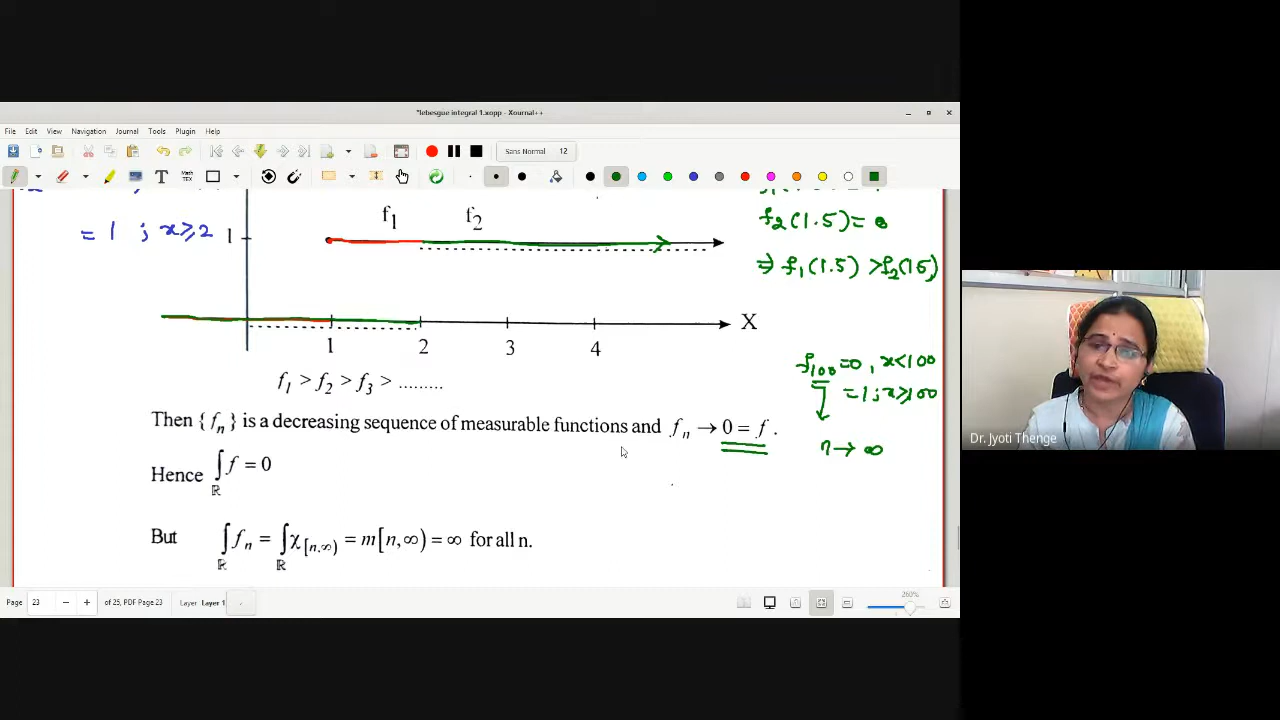 *lebesgue integral 1.xopp - Xournal++
File Edit View Navigation Journal Tools Plugin Help
Sans Normal 12
= 1 ; x≥2
1
f1 f2
f2(1.5)=0
⇒ f1(1.5) >f2(15)
X
1 2 3 4
f100=0, x<100
=1;x≥100
n→∞
f1 > f2 > f3 > .........
Then {fn} is a decreasing sequence of measurable functions and fn → 0 = f .
Hence ∫ℝ f = 0
But ∫ℝ fn = ∫ℝ χ[n,∞) = m[n,∞) = ∞ for all n.
Dr. Jyoti Thenge
Page 23 of 25, PDF Page 23 Layer Layer 1
260%